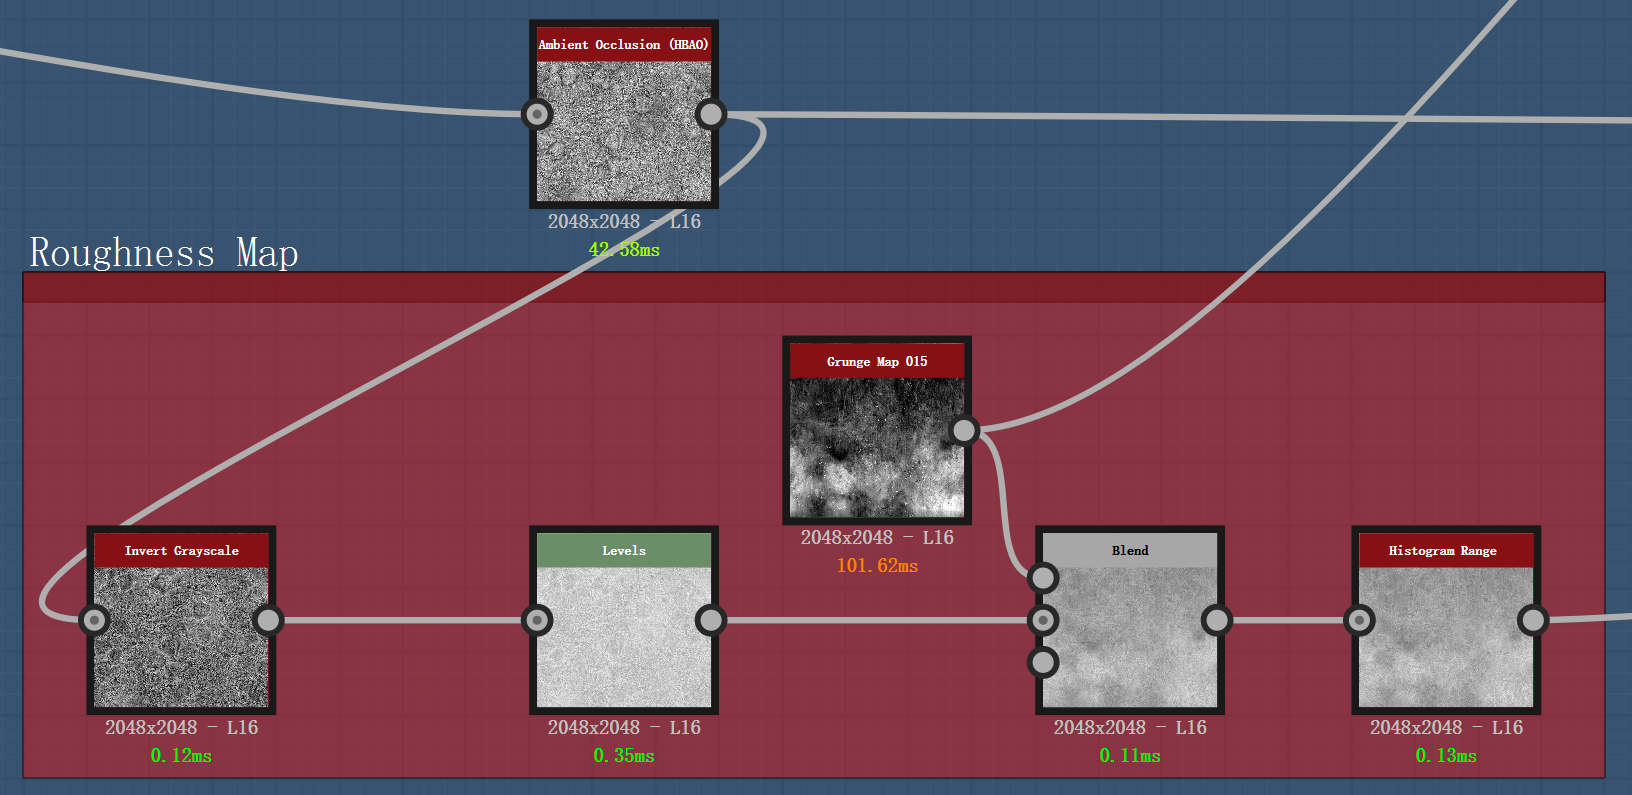 Ambient Occlusion (HBAO)
2048x2048 - L16
42.58ms
Roughness Map
Grunge Map 015
2048x2048 - L16
101.62ms
Invert Grayscale
2048x2048 - L16
0.12ms
Levels
2048x2048 - L16
0.35ms
Blend
2048x2048 - L16
0.11ms
Histogram Range
2048x2048 - L16
0.13ms